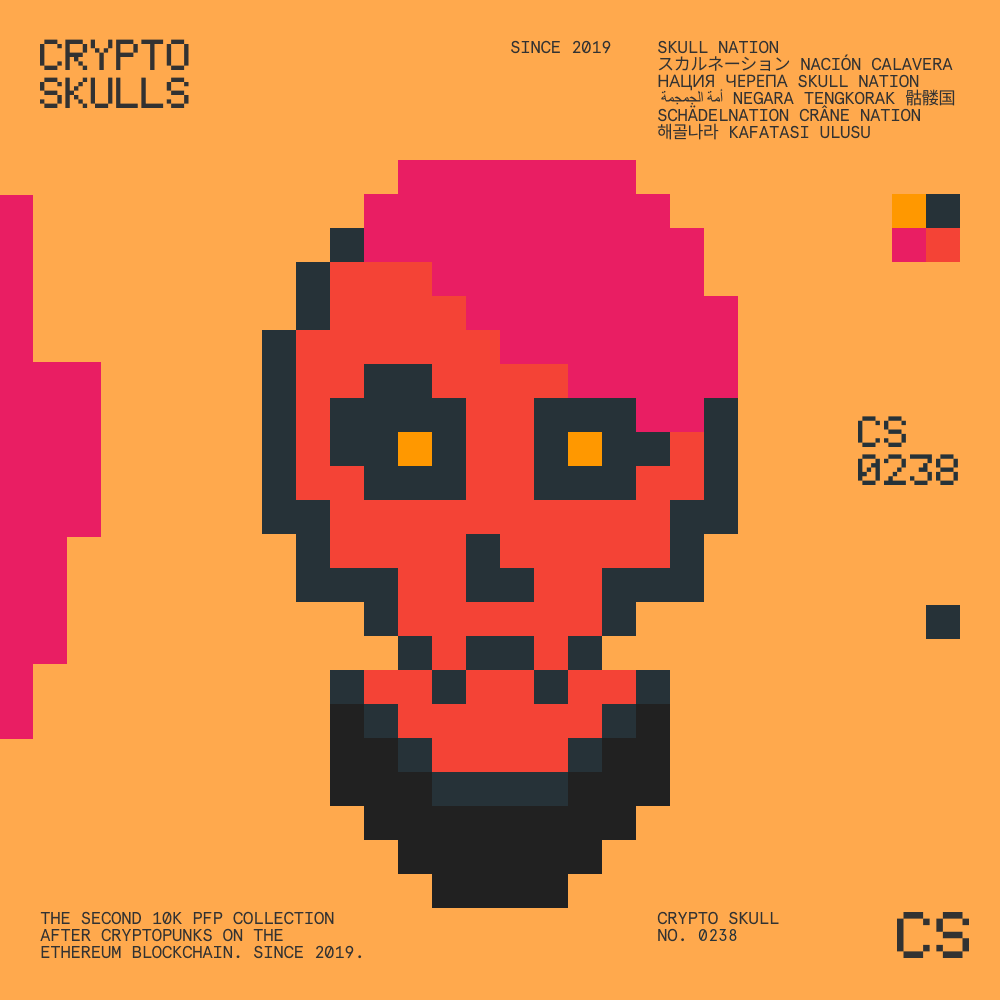 CRYPTO
SKULLS
SINCE 2019
SKULL NATION
スカルネーション NACIÓN CALAVERA
НАЦИЯ ЧЕРЕПА SKULL NATION
أمة الجمجمة NEGARA TENGKORAK 骷髅国
SCHÄDELNATION CRÂNE NATION
해골나라 KAFATASI ULUSU
CS
0238
THE SECOND 10K PFP COLLECTION
AFTER CRYPTOPUNKS ON THE
ETHEREUM BLOCKCHAIN. SINCE 2019.
CRYPTO SKULL
NO. 0238
CS